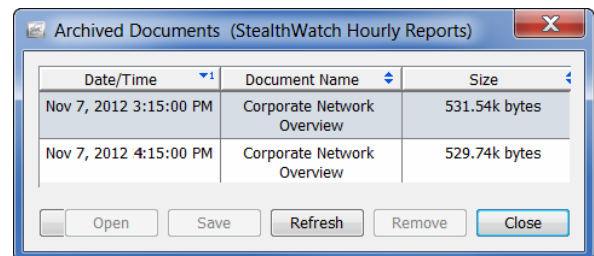 Archived Documents (StealthWatch Hourly Reports)
Date/Time 1 Document Name Size
Nov 7, 2012 3:15:00 PM Corporate Network Overview 531.54k bytes
Nov 7, 2012 4:15:00 PM Corporate Network Overview 529.74k bytes
Open Save Refresh Remove Close